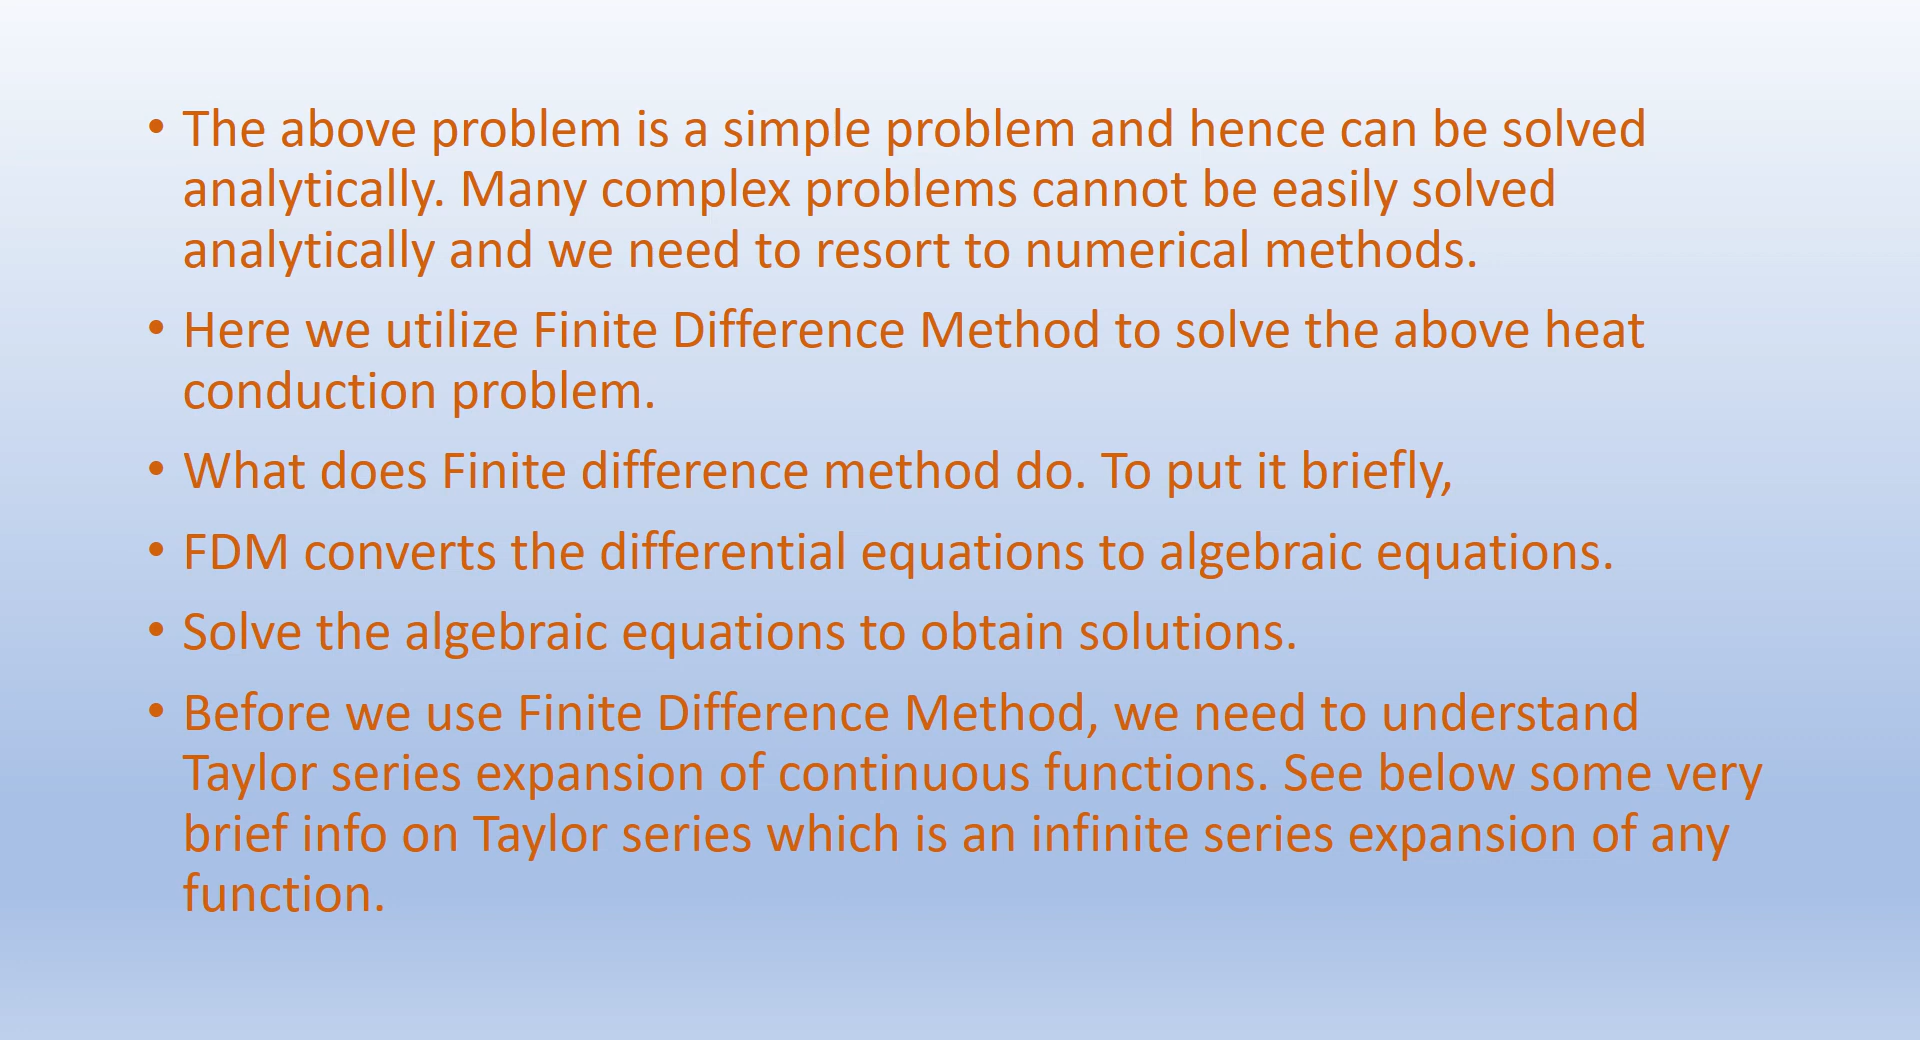 • The above problem is a simple problem and hence can be solved
analytically. Many complex problems cannot be easily solved
analytically and we need to resort to numerical methods.
• Here we utilize Finite Difference Method to solve the above heat
conduction problem.
• What does Finite difference method do. To put it briefly,
• FDM converts the differential equations to algebraic equations.
• Solve the algebraic equations to obtain solutions.
• Before we use Finite Difference Method, we need to understand
Taylor series expansion of continuous functions. See below some very
brief info on Taylor series which is an infinite series expansion of any
function.